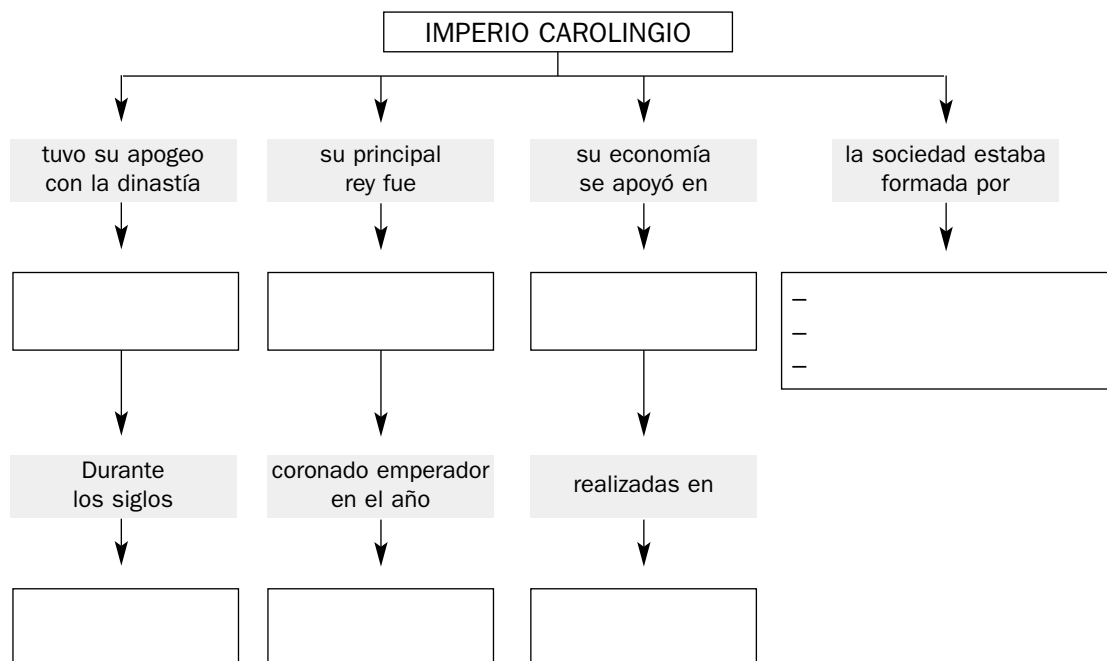 IMPERIO CAROLINGIO
tuvo su apogeo
con la dinastía
su principal
rey fue
su economía
se apoyó en
la sociedad estaba
formada por
–
–
–
Durante
los siglos
coronado emperador
en el año
realizadas en